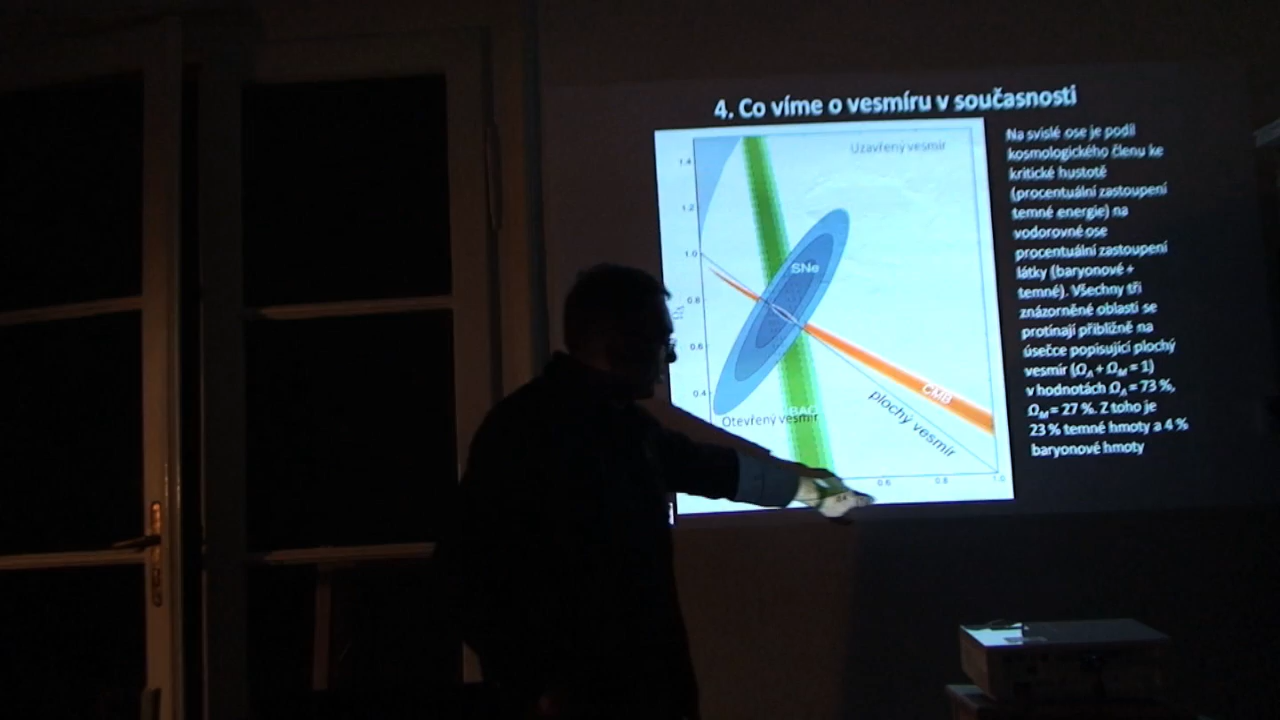 4. Co víme o vesmíru v současnosti
Uzavřený vesmír
1.4
1.2
1.0
0.8
0.6
0.4
SNe
CMB
BAO
Otevřený vesmír
plochý vesmír
0.6
0.8
1.0
Na svislé ose je podíl
kosmologického členu ke
kritické hustotě
(procentuální zastoupení
temné energie) na
vodorovné ose
procentuální zastoupení
látky (baryonové +
temné). Všechny tři
znázorněné oblasti se
protínají přibližně na
úsečce popisující plochý
vesmír (Ω_Λ + Ω_M = 1)
v hodnotách Ω_Λ = 73 %,
Ω_M = 27 %. Z toho je
23 % temné hmoty a 4 %
baryonové hmoty